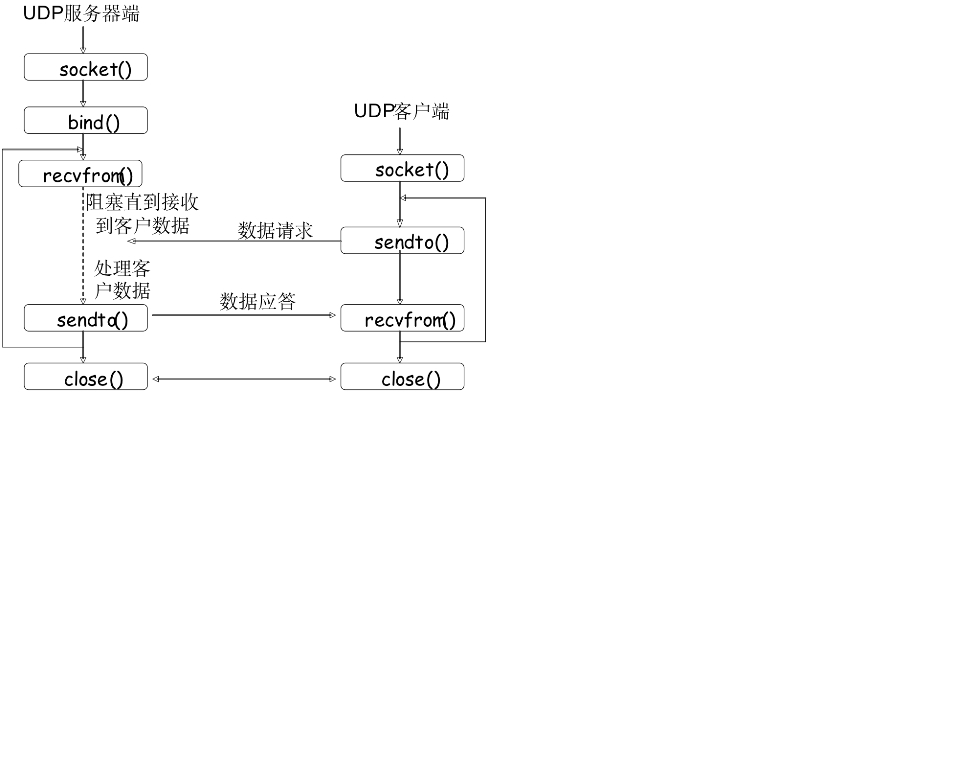 UDP服务器端
socket()
bind()
recvfrom()
阻塞直到接收
到客户数据
处理客
户数据
sendto()
close()
数据请求
数据应答
UDP客户端
socket()
sendto()
recvfrom()
close()